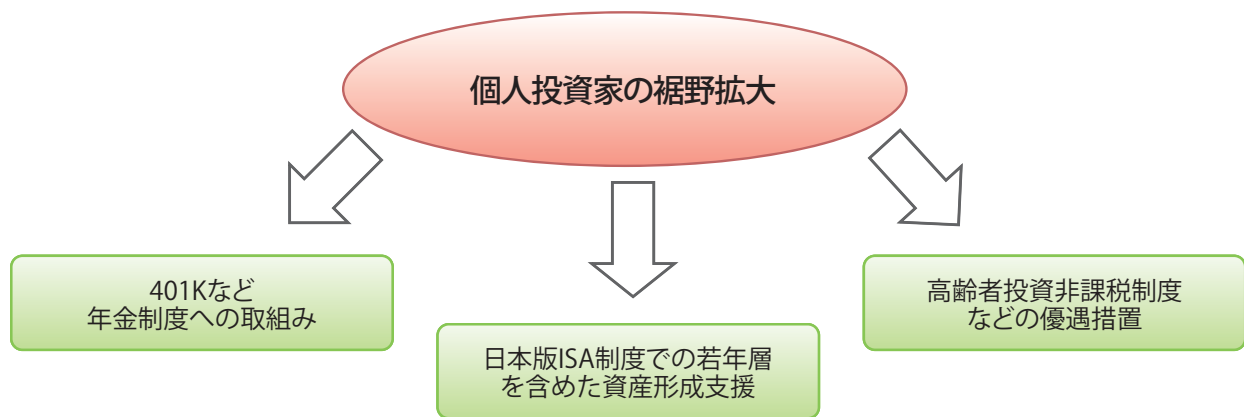 個人投資家の裾野拡大
401Kなど
年金制度への取組み
日本版ISA制度での若年層
を含めた資産形成支援
高齢者投資非課税制度
などの優遇措置